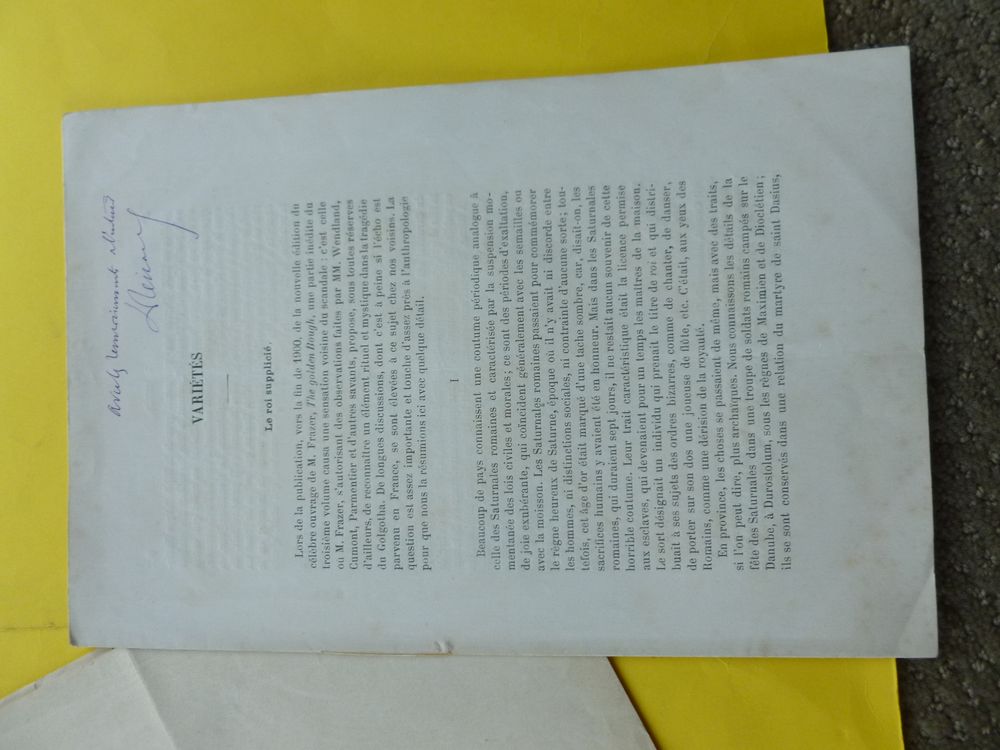 VARIÉTÉS
Le roi supplicié.
Lors de la publication, vers la fin de 1900, de la nouvelle édition du
célèbre ouvrage de M. Frazer, The golden Bough, une partie inédite du
troisième volume causa une sensation voisine du scandale : c'est celle
où M. Frazer, s'autorisant des observations faites par MM. Wendland,
Cumont, Parmentier et d'autres savants, propose, sous toutes réserves
d'ailleurs, de reconnaître un élément rituel et mystique dans la tragédie
du Golgotha. De longues discussions, dont c'est à peine si l'écho est
parvenu en France, se sont élevées à ce sujet chez nos voisins. La
question est assez importante et touche d'assez près à l'anthropologie
pour que nous la résumions ici avec quelque détail.
I
Beaucoup de pays connaissent une coutume périodique analogue à
celle des Saturnales romaines et caractérisée par la suspension mo-
mentanée des lois civiles et morales ; ce sont des périodes d'exaltation,
de joie exubérante, qui coïncident généralement avec les semailles ou
avec la moisson. Les Saturnales romaines passaient pour commémorer
le règne heureux de Saturne, époque où il n'y avait ni discorde entre
les hommes, ni distinctions sociales, ni contrainte d'aucune sorte ; tou-
tefois, cet âge d'or était marqué d'une tache sombre, car, disait-on, les
sacrifices humains y avaient été en honneur. Mais dans les Saturnales
romaines, qui duraient sept jours, il ne restait aucun souvenir de cette
horrible coutume. Leur trait caractéristique était la licence permise
aux esclaves, qui devenaient pour un temps les maîtres de la maison.
Le sort désignait un individu qui prenait le titre de roi et qui distri-
buait à ses sujets des ordres bizarres, comme de chanter, de danser,
de porter sur son dos une joueuse de flûte, etc. C'était, aux yeux des
Romains, comme une dérision de la royauté.
En province, les choses se passaient de même, mais avec des traits,
si l'on peut dire, plus archaïques. Nous connaissons les détails de la
fête des Saturnales dans une troupe de soldats romains campés sur le
Danube, à Durostolum, sous les règnes de Maximien et de Dioclétien ;
ils se sont conservés dans une relation du martyre de saint Dasius,